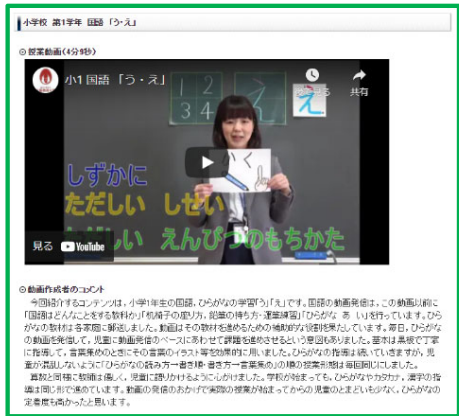 小学校 第1学年 国語 「う・え」
◎授業動画(4分9秒)
小1 国語 「う・え」
後で見る 共有
1 2
3 4
え
え
かく
しずかに
ただしい しせい
ただしい えんぴつのもちかた
見る YouTube
◎動画作成者のコメント
今回紹介するコンテンツは,小学1年生の国語,ひらがなの学習「う」「え」です。国語の動画発信は,この動画以前に
「国語はどんなことをする教科か」「机椅子の座り方,鉛筆の持ち方・運筆練習」「ひらがな あ い」を行っています。ひら
がなの教材は各家庭に郵送しました。動画はその教材を進めるための補助的な役割を果たしています。毎日,ひらがな
の動画を発信して,児童に動画発信のペースにあわせて課題を進めさせるという意図もありました。基本は黒板で丁寧
に指導して,言葉集めのときにその言葉のイラスト等を効果的に用いました。ひらがなの指導は続いていきますが,児
童が混乱しないように「ひらがなの読み方→書き順・書き方→言葉集め」の順の授業形態は毎回同じにしました。
算数と同様に教師は優しく,児童に語りかけるように心がけました。学校が始まっても,ひらがなやカタカナ,漢字の指
導は同じ形で進めています。動画の発信のおかげで実際の授業が始まってからの児童のとまどいも少なく,ひらがなの
定着度も高かったと思います。